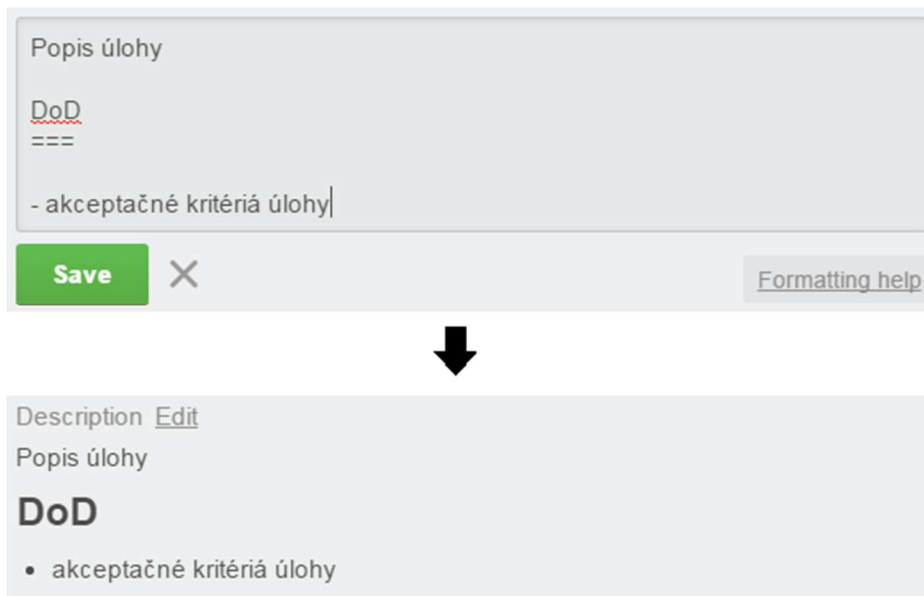 Popis úlohy
DoD
===
- akceptačné kritériá úlohy
Save
Formatting help
Description Edit
Popis úlohy
DoD
• akceptačné kritériá úlohy